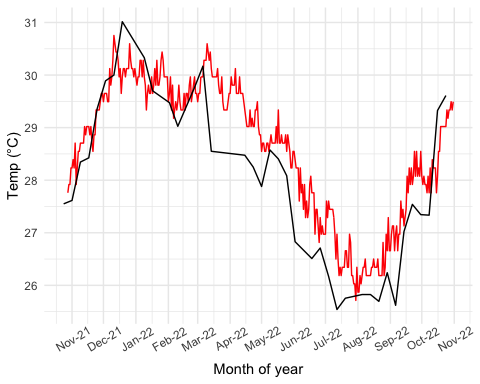 31
30
29
28
27
26
Temp (°C)
Nov-21
Dec-21
Jan-22
Feb-22
Mar-22
Apr-22
May-22
Jun-22
Jul-22
Aug-22
Sep-22
Oct-22
Nov-22
Month of year